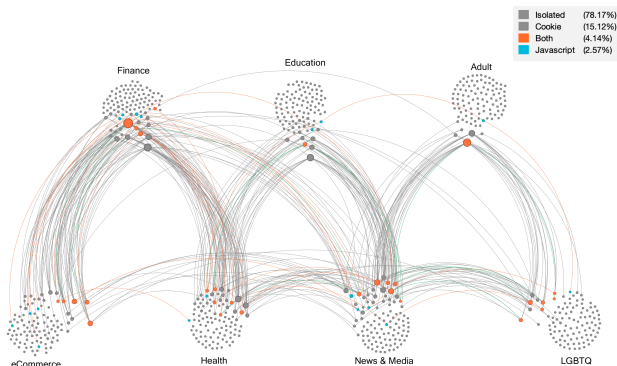 Isolated (78.17%)
Cookie (15.12%)
Both (4.14%)
Javascript (2.57%)
Finance
Education
Adult
eCommerce
Health
News & Media
LGBTQ